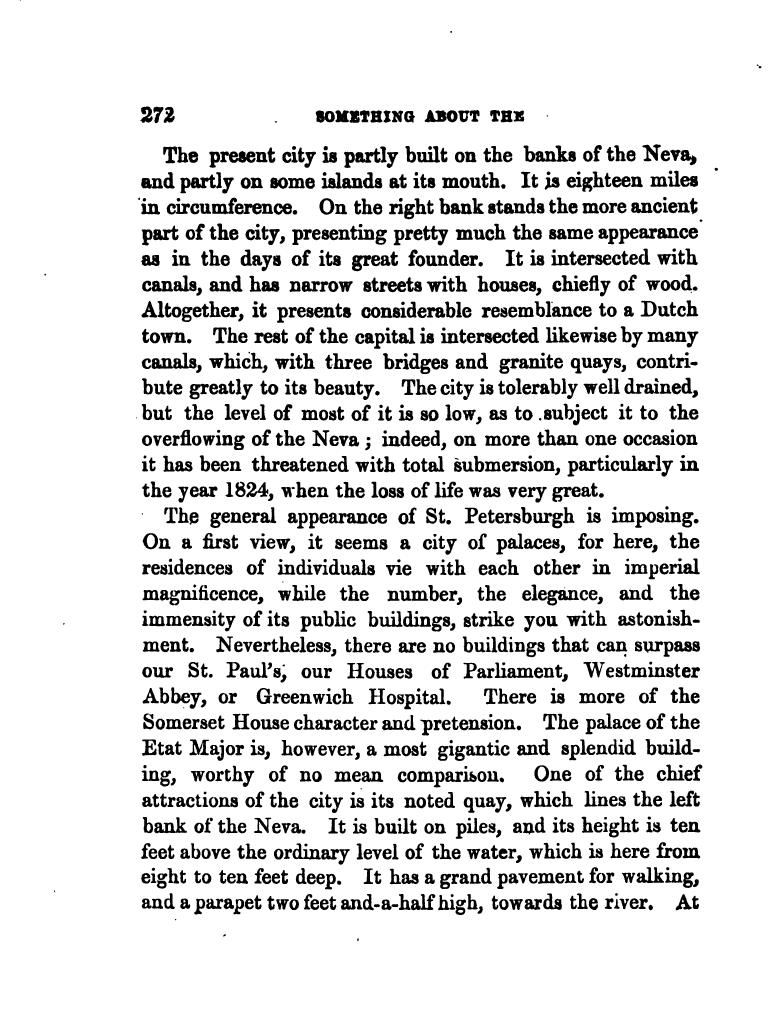 272 SOMETHING ABOUT THE
The present city is partly built on the banks of the Neva,
and partly on some islands at its mouth. It is eighteen miles
in circumference. On the right bank stands the more ancient
part of the city, presenting pretty much the same appearance
as in the days of its great founder. It is intersected with
canals, and has narrow streets with houses, chiefly of wood.
Altogether, it presents considerable resemblance to a Dutch
town. The rest of the capital is intersected likewise by many
canals, which, with three bridges and granite quays, contri-
bute greatly to its beauty. The city is tolerably well drained,
but the level of most of it is so low, as to subject it to the
overflowing of the Neva ; indeed, on more than one occasion
it has been threatened with total submersion, particularly in
the year 1824, when the loss of life was very great.
The general appearance of St. Petersburgh is imposing.
On a first view, it seems a city of palaces, for here, the
residences of individuals vie with each other in imperial
magnificence, while the number, the elegance, and the
immensity of its public buildings, strike you with astonish-
ment. Nevertheless, there are no buildings that can surpass
our St. Paul's, our Houses of Parliament, Westminster
Abbey, or Greenwich Hospital. There is more of the
Somerset House character and pretension. The palace of the
Etat Major is, however, a most gigantic and splendid build-
ing, worthy of no mean comparison. One of the chief
attractions of the city is its noted quay, which lines the left
bank of the Neva. It is built on piles, and its height is ten
feet above the ordinary level of the water, which is here from
eight to ten feet deep. It has a grand pavement for walking,
and a parapet two feet and-a-half high, towards the river. At